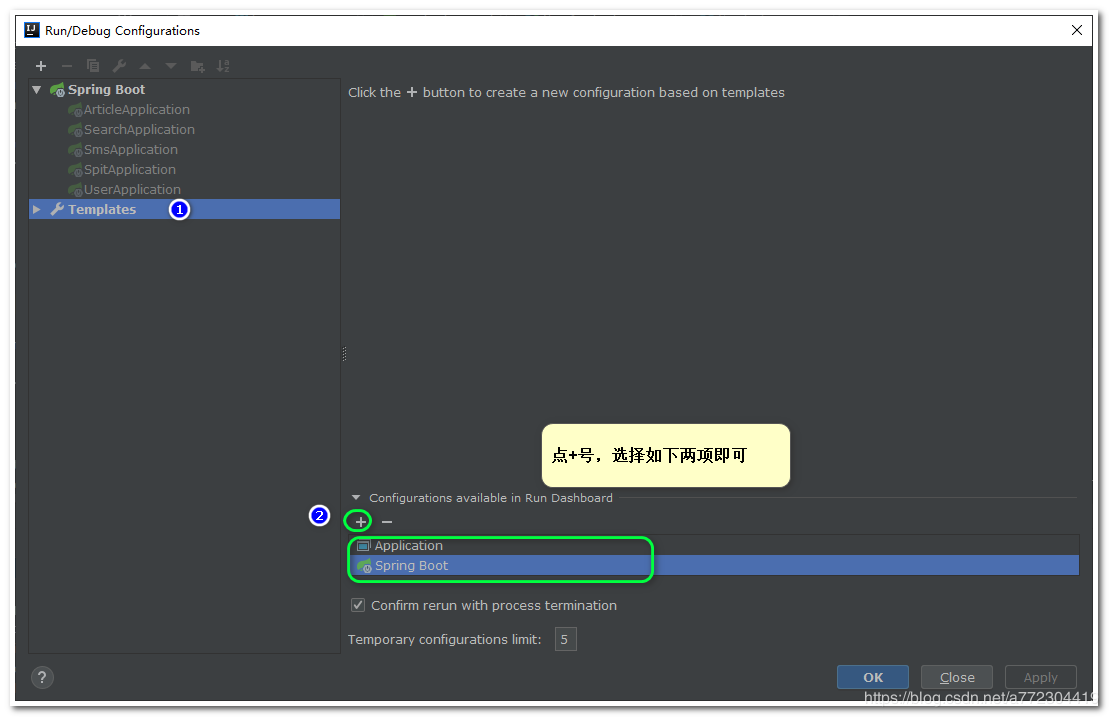 Run/Debug Configurations
Spring Boot
ArticleApplication
SearchApplication
SmsApplication
SpitApplication
UserApplication
Templates
1
Click the + button to create a new configuration based on templates
点+号，选择如下两项即可
Configurations available in Run Dashboard
2
Application
Spring Boot
Confirm rerun with process termination
Temporary configurations limit: 5
?
OK
Close
Apply
https://blog.csdn.net/a772304419